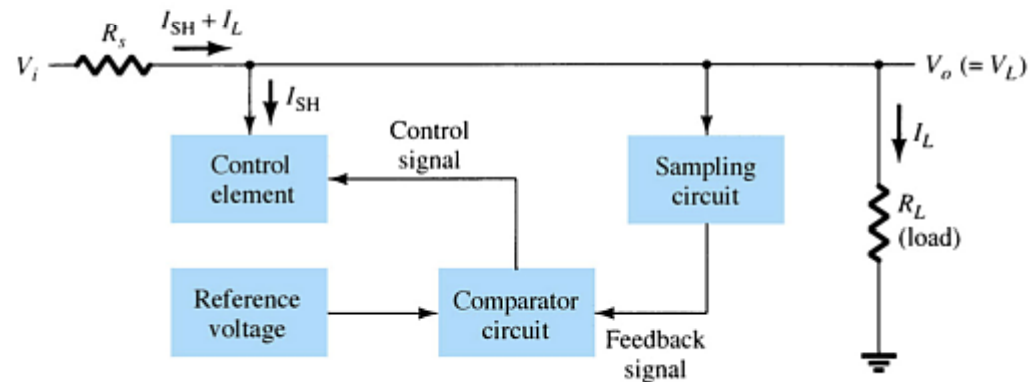 I_SH + I_L
R_s
V_i
V_o (= V_L)
I_SH
I_L
Control
signal
Control
element
Sampling
circuit
R_L
(load)
Reference
voltage
Comparator
circuit
Feedback
signal